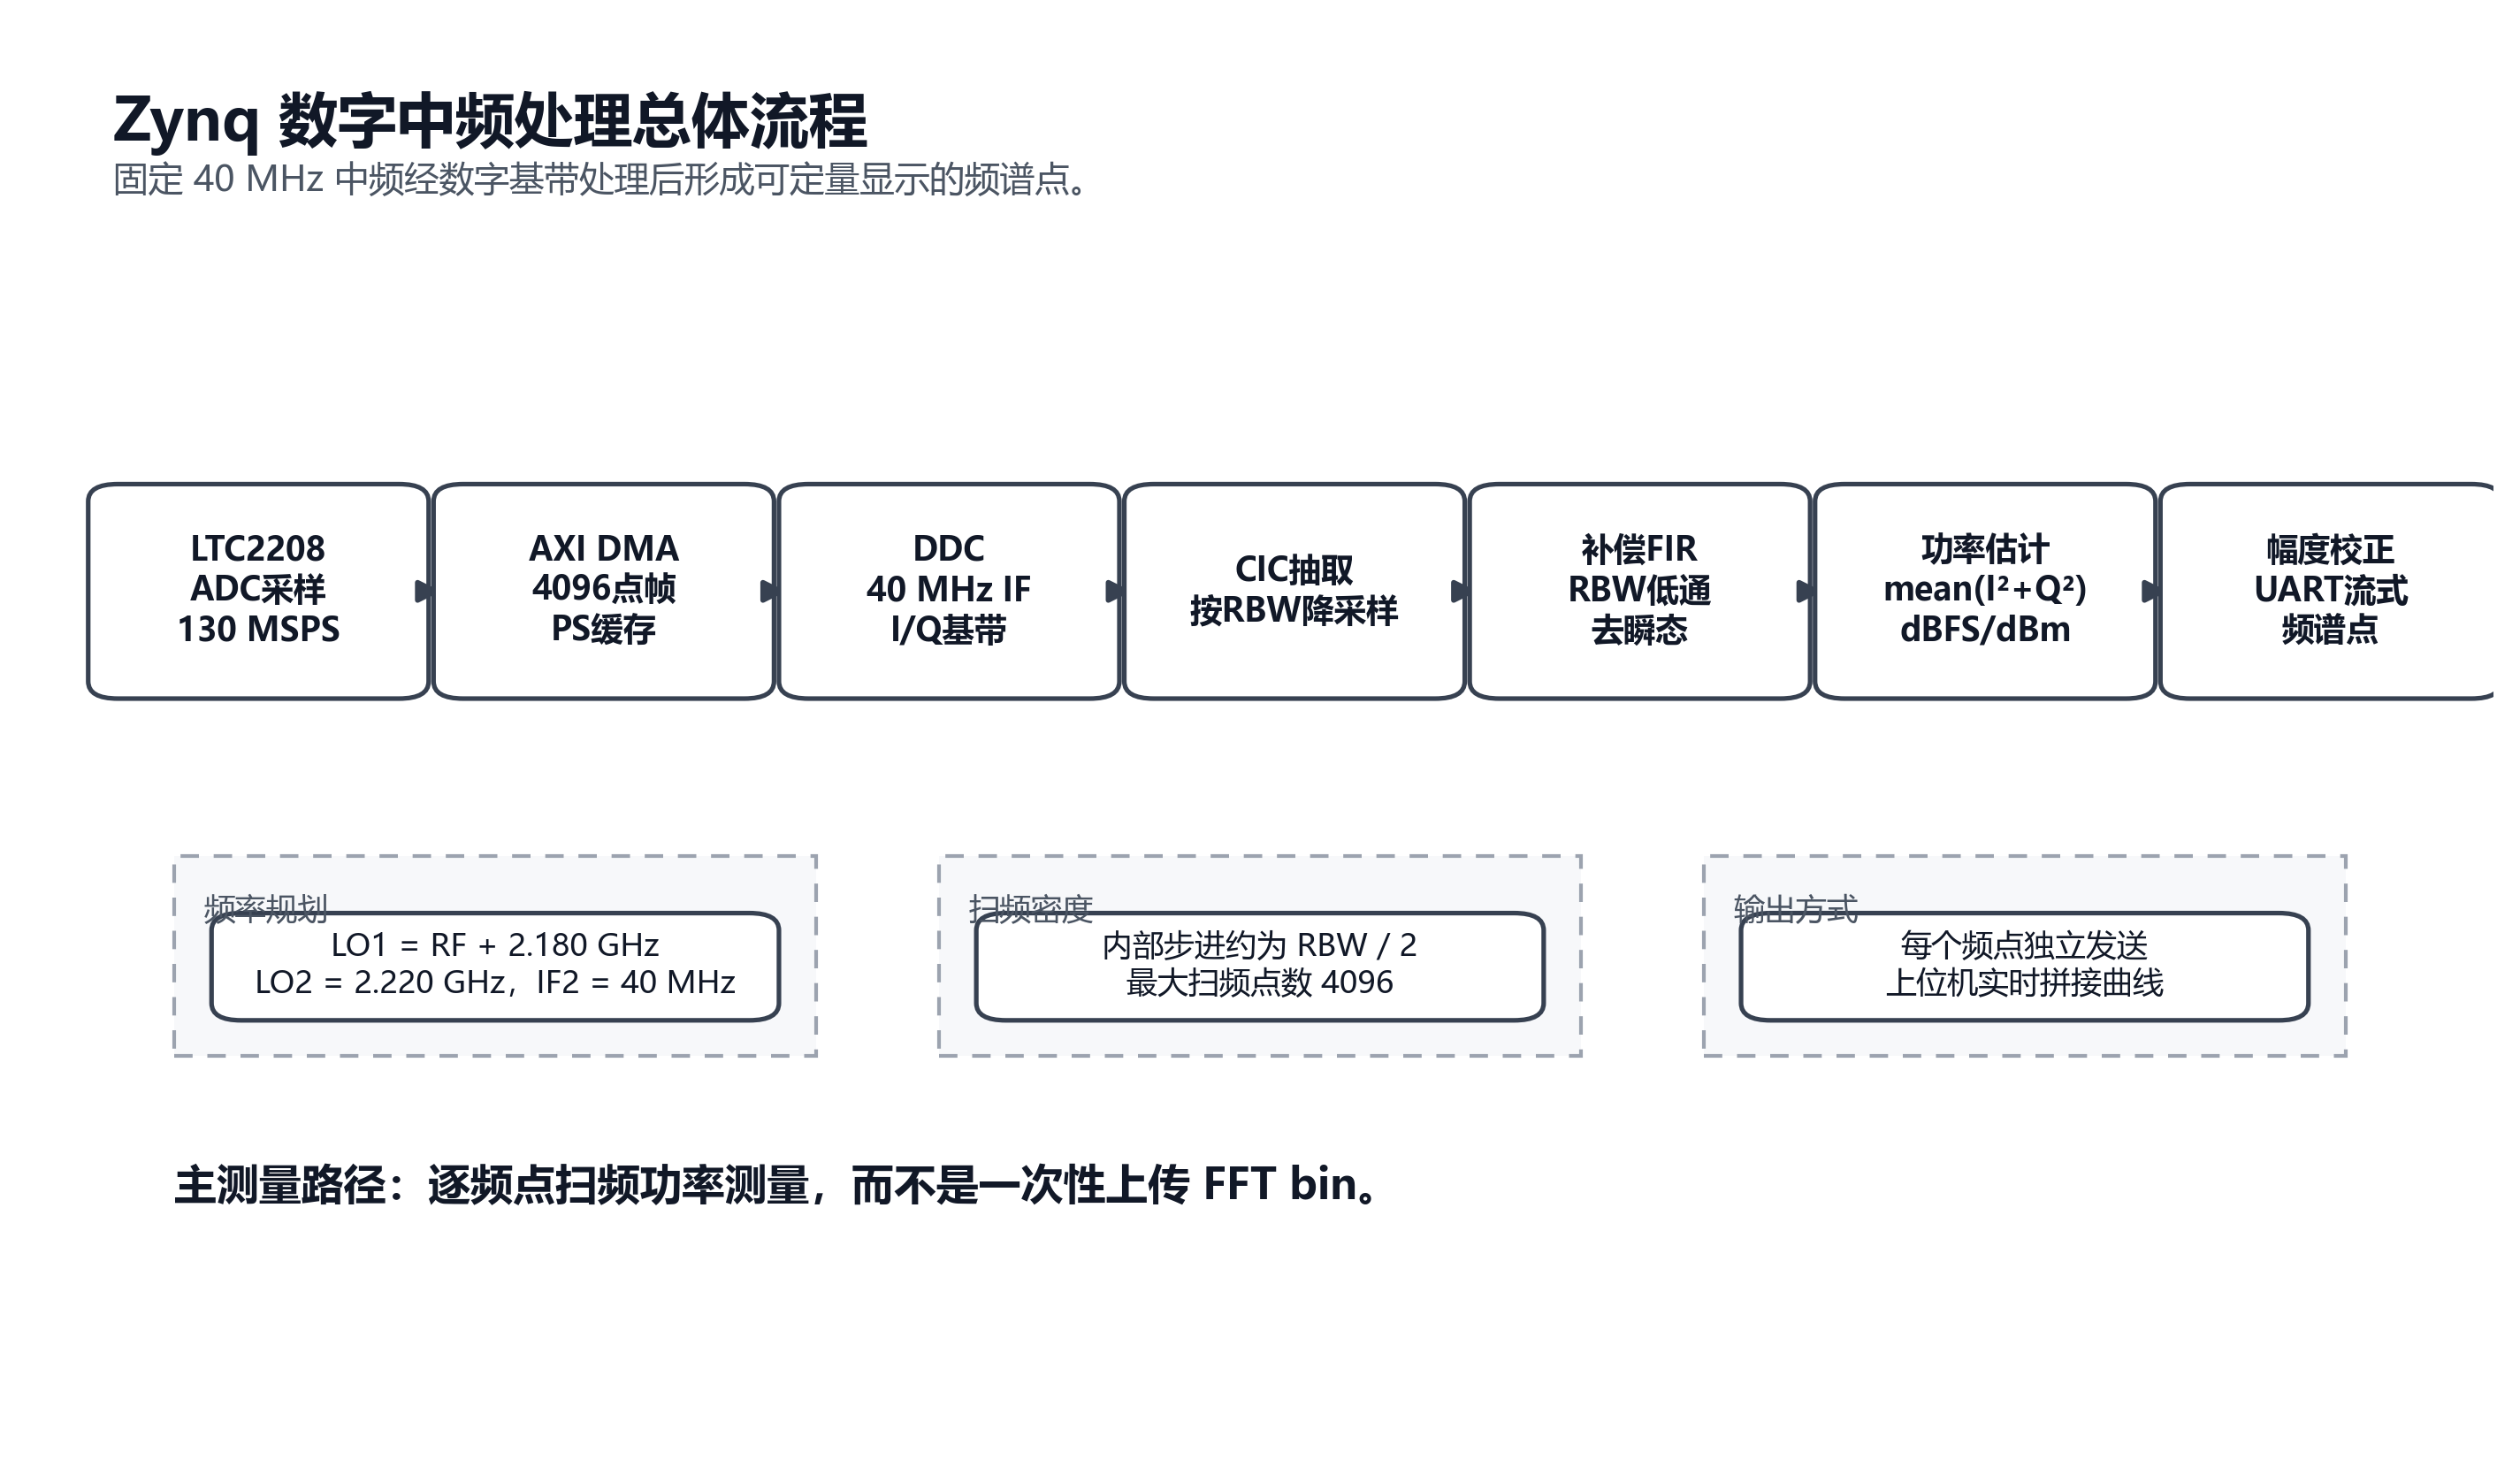 Zynq 数字中频处理总体流程
固定 40 MHz 中频经数字基带处理后形成可定量显示的频谱点。
LTC2208
ADC采样
130 MSPS
AXI DMA
4096点帧
PS缓存
DDC
40 MHz IF
I/Q基带
CIC抽取
按RBW降采样
补偿FIR
RBW低通
去瞬态
功率估计
mean(I²+Q²)
dBFS/dBm
幅度校正
UART流式
频谱点
频率规划
LO1 = RF + 2.180 GHz
LO2 = 2.220 GHz，IF2 = 40 MHz
扫频密度
内部步进约为 RBW / 2
最大扫频点数 4096
输出方式
每个频点独立发送
上位机实时拼接曲线
主测量路径：逐频点扫频功率测量，而不是一次性上传 FFT bin。